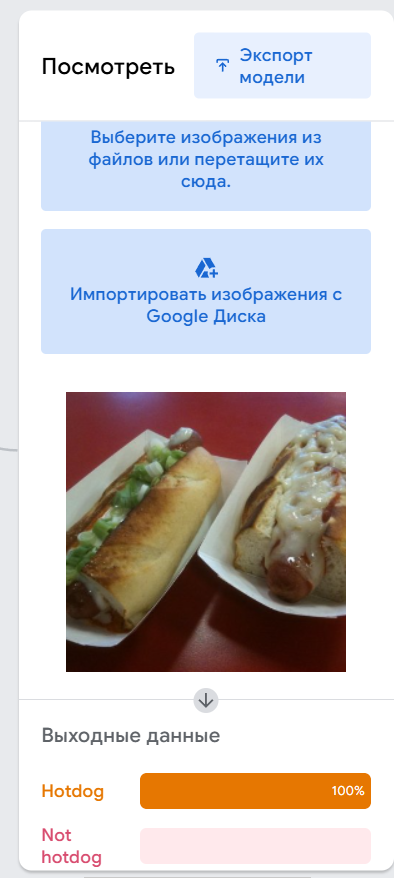 Посмотреть
Экспорт
модели
Выберите изображения из
файлов или перетащите их
сюда.
Импортировать изображения с
Google Диска
Выходные данные
Hotdog
100%
Not
hotdog